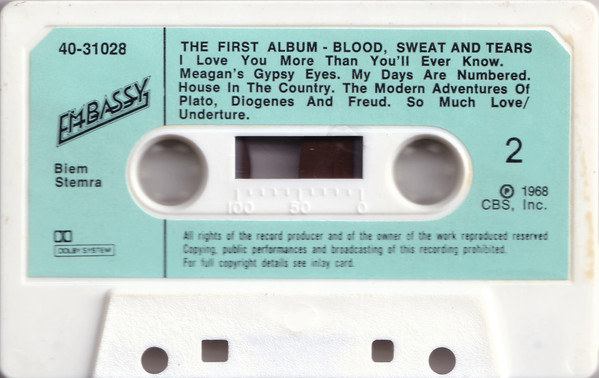 40-31028
THE FIRST ALBUM - BLOOD, SWEAT AND TEARS
I Love You More Than You'll Ever Know.
Meagan's Gypsy Eyes. My Days Are Numbered.
House In The Country. The Modern Adventures Of
Plato, Diogenes And Freud. So Much Love/
Underture.
EMBASSY
Biem
Stemra
2
℗ 1968
CBS, Inc.
100 50 0
DOLBY SYSTEM
All rights of the record producer and of the owner of the work reproduced reserved
Copying, public performances and broadcasting of this recording prohibited.
For full copyright details see inlay card.